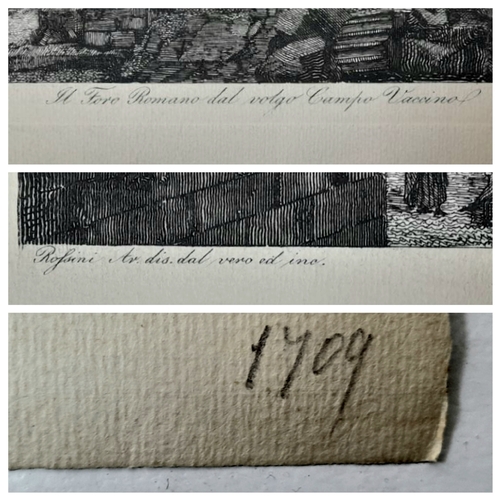 Il Foro Romano dal volgo Campo Vaccino
Rossini Ar. dis. dal vero ed inc.
1709